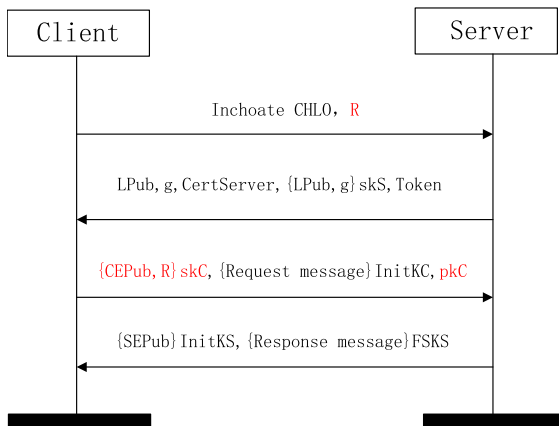 Client
Server
Inchoate CHLO, R
LPub,g,CertServer,{LPub,g}skS,Token
{CEPub,R}skC,{Request message}InitKC,pkC
{SEPub}InitKS,{Response message}FSKS